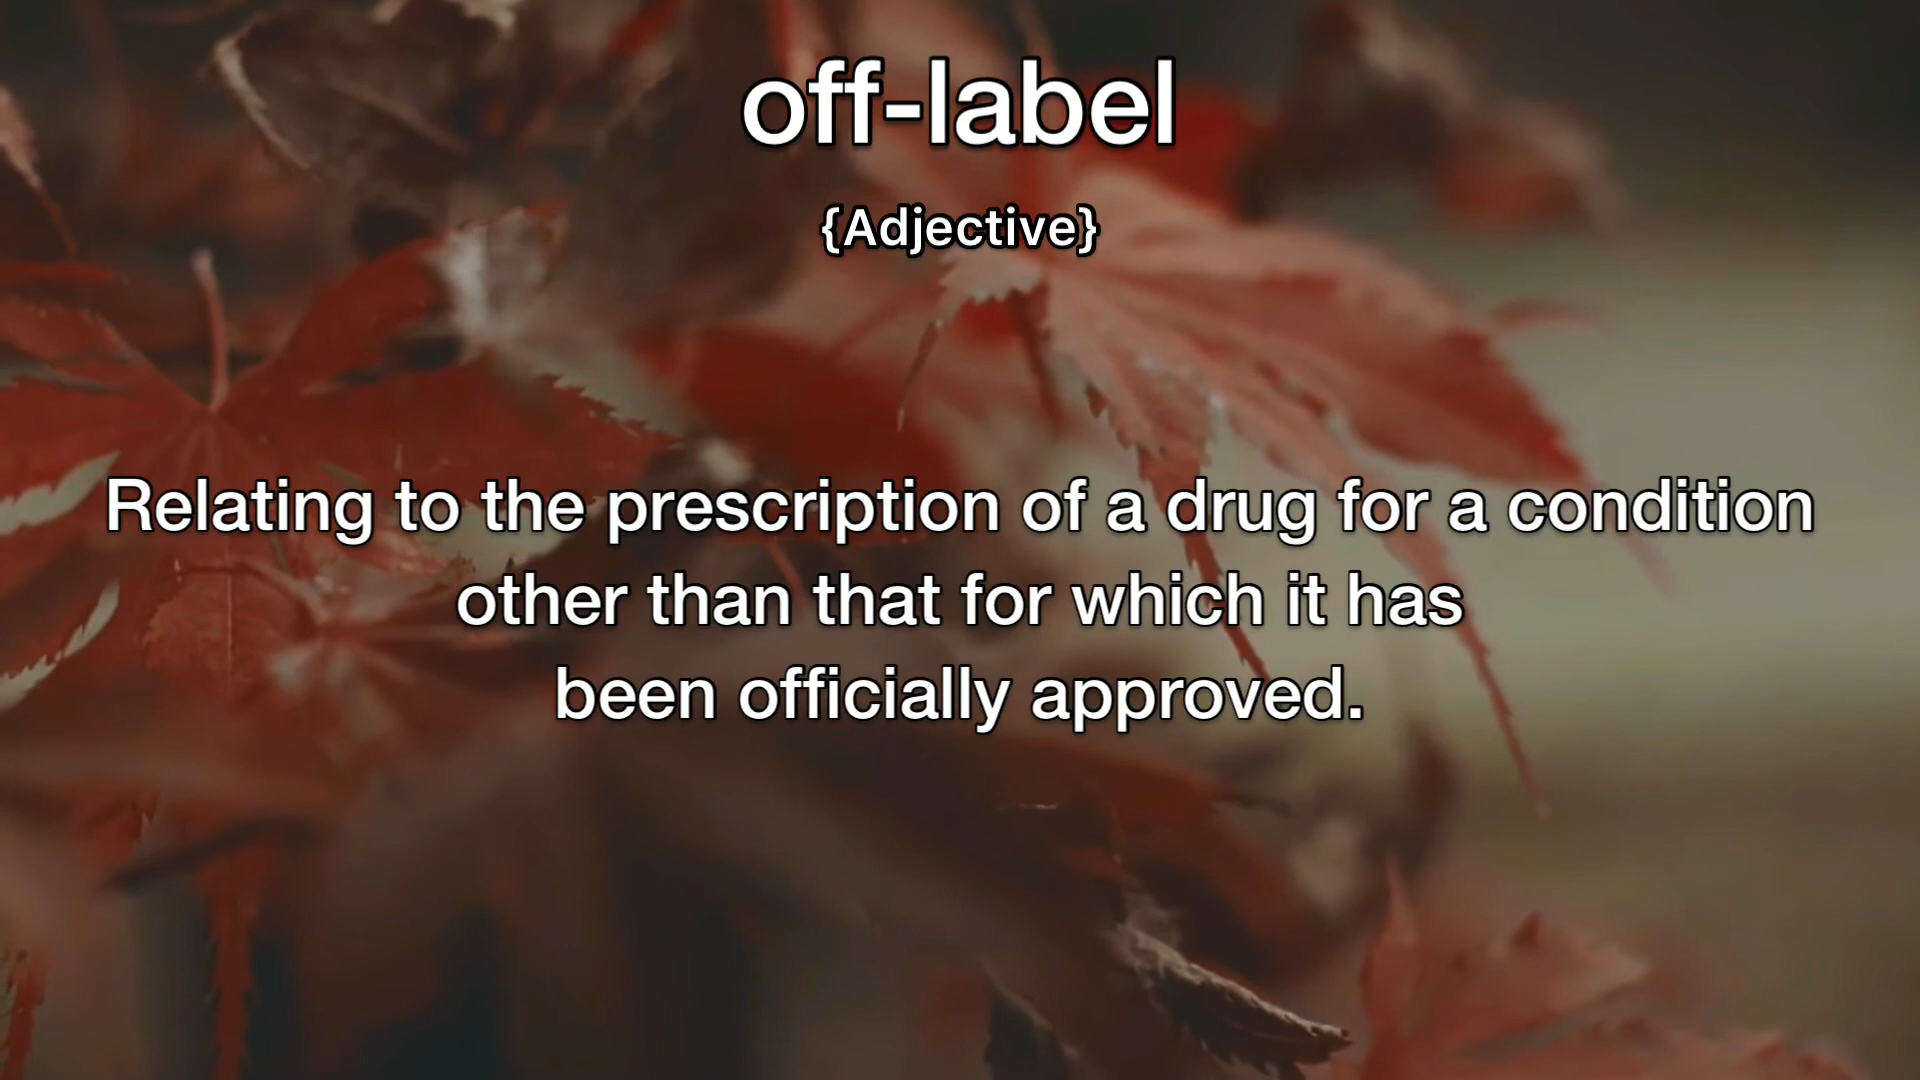 off-label
{Adjective}
Relating to the prescription of a drug for a condition
other than that for which it has
been officially approved.